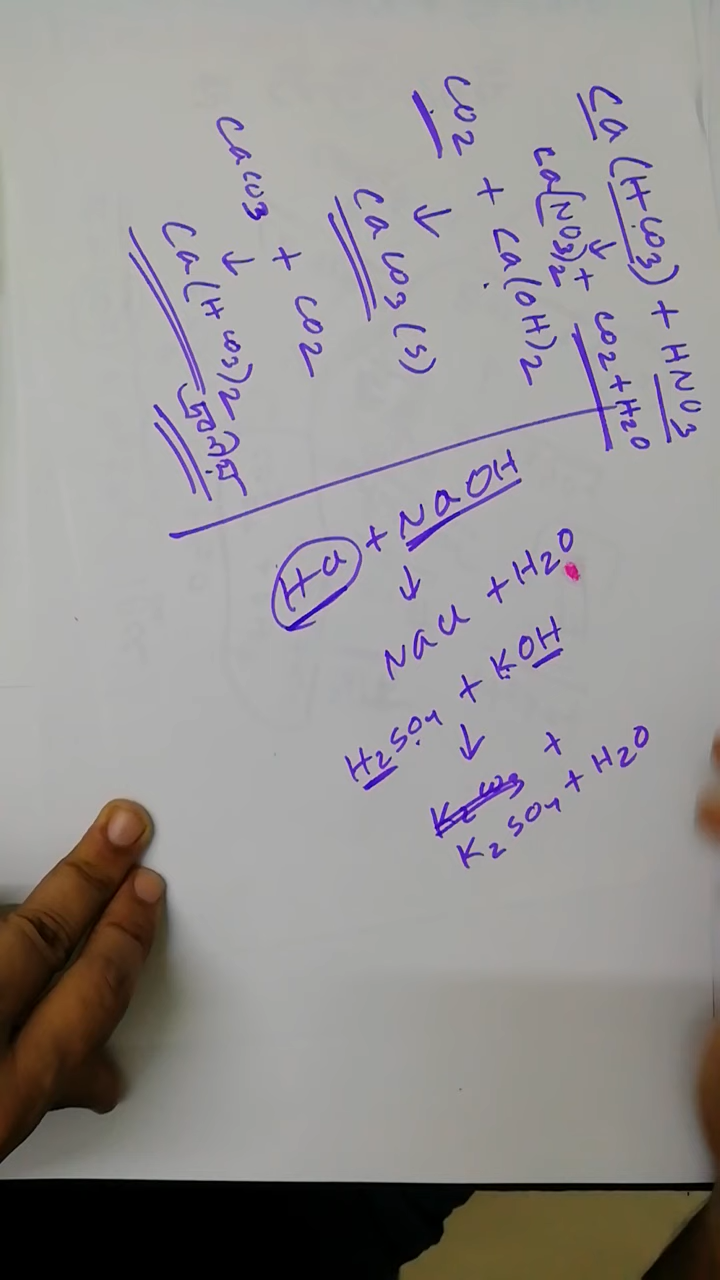 Ca(HCO3) + HNO3
↓
Ca(NO3)2 + CO2 + H2O
CO2 + Ca(OH)2
↓
CaCO3(s)
CaCO3 + CO2
↓
Ca(HCO3)2
HCl + NaOH
↓
NaCl + H2O
H2SO4 + KOH
↓
K2CO3 +
K2SO4 + H2O